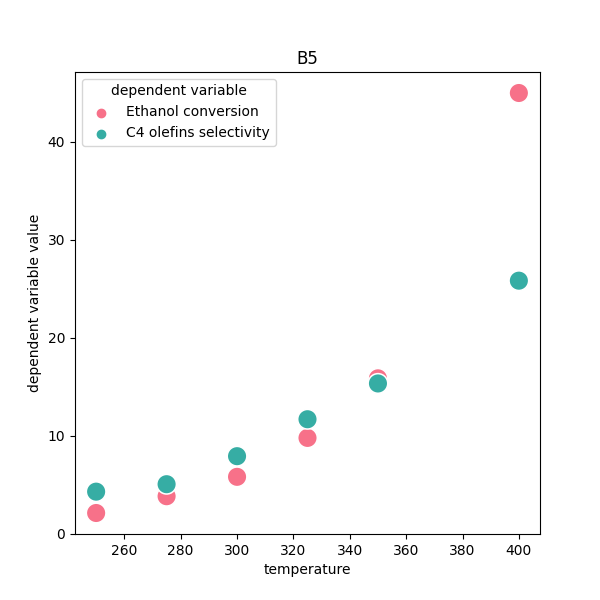 B5
dependent variable
Ethanol conversion
C4 olefins selectivity
dependent variable value
40
30
20
10
0
260 280 300 320 340 360 380 400
temperature